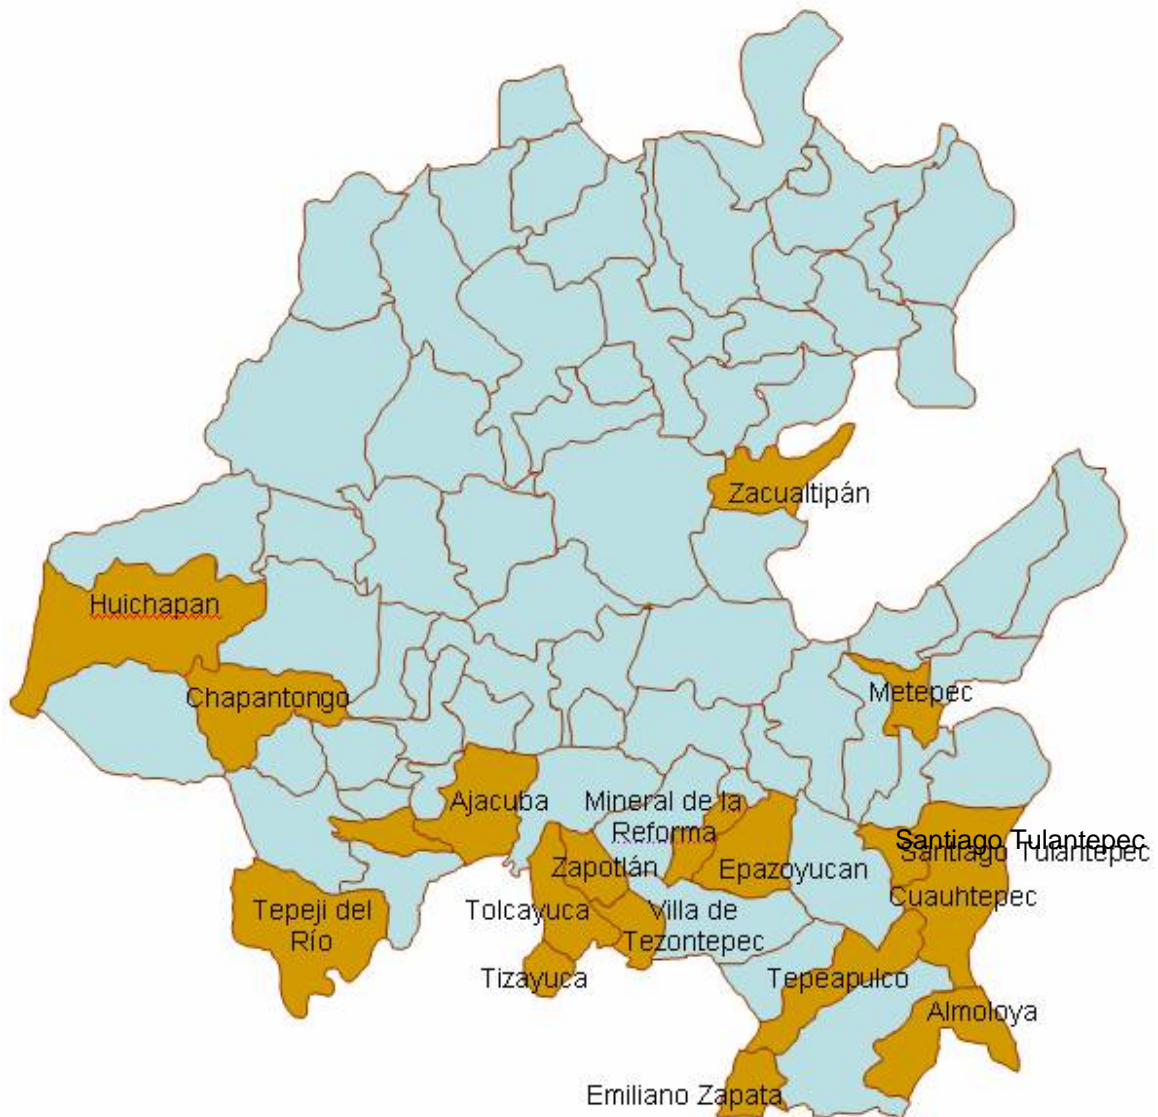 Zacualtipán
Huichapan
Metepec
Chapantongo
Ajacuba
Mineral de la
Reforma
Santiago Tulantepec
Santiago Tulantepec
Zapotlán
Epazoyucan
Cuauhtepec
Tepeji del
Río
Tolcayuca
Villa de
Tezontepec
Tizayuca
Tepeapulco
Almoloya
Emiliano Zapata